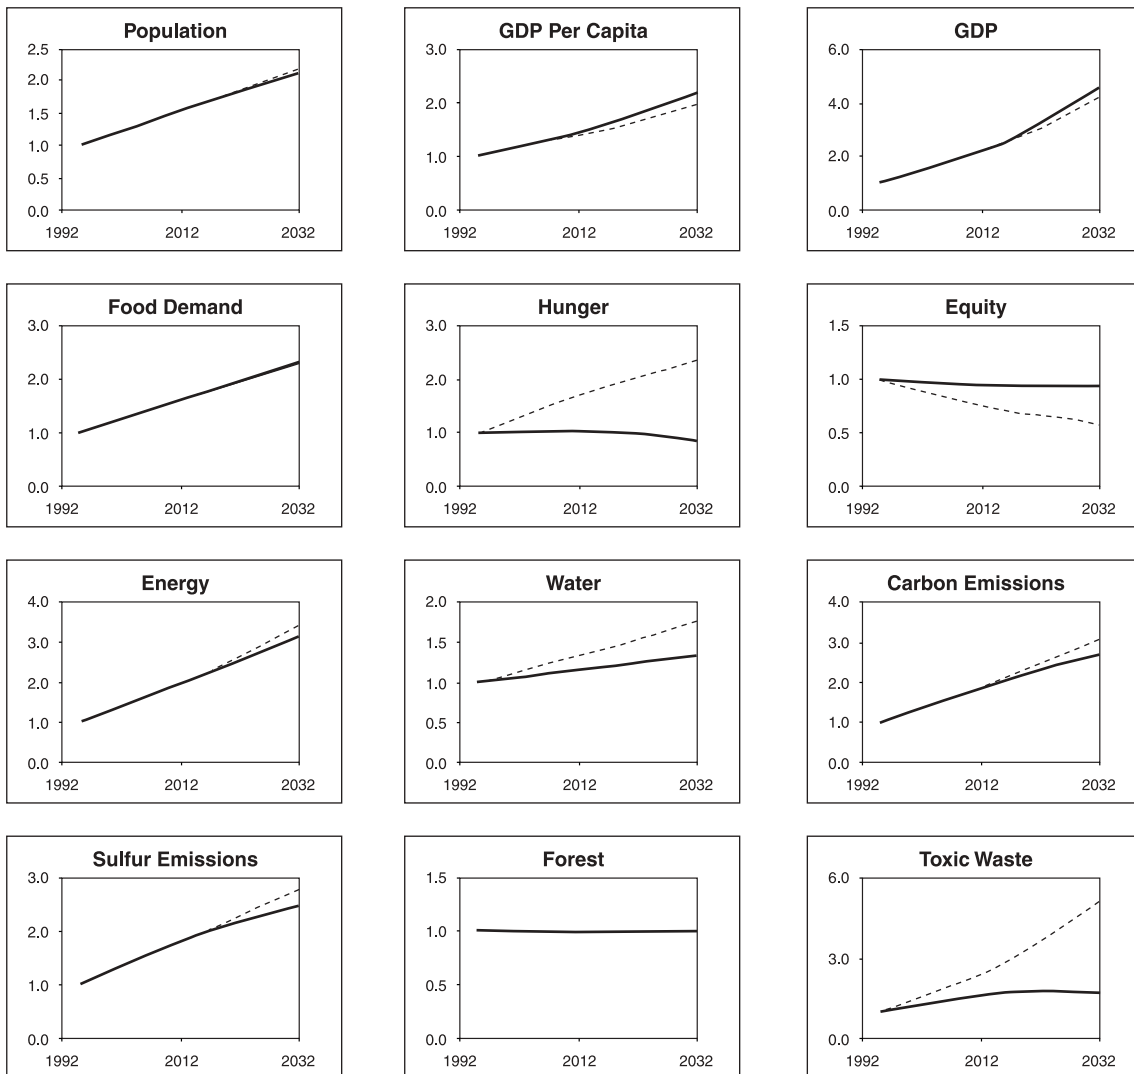 Population
2.5
2.0
1.5
1.0
0.5
0.0
1992 2012 2032
GDP Per Capita
3.0
2.0
1.0
0.0
1992 2012 2032
GDP
6.0
4.0
2.0
0.0
1992 2012 2032
Food Demand
3.0
2.0
1.0
0.0
1992 2012 2032
Hunger
3.0
2.0
1.0
0.0
1992 2012 2032
Equity
1.5
1.0
0.5
0.0
1992 2012 2032
Energy
4.0
3.0
2.0
1.0
0.0
1992 2012 2032
Water
2.0
1.5
1.0
0.5
0.0
1992 2012 2032
Carbon Emissions
4.0
3.0
2.0
1.0
0.0
1992 2012 2032
Sulfur Emissions
3.0
2.0
1.0
0.0
1992 2012 2032
Forest
1.5
1.0
0.5
0.0
1992 2012 2032
Toxic Waste
6.0
3.0
0.0
1992 2012 2032